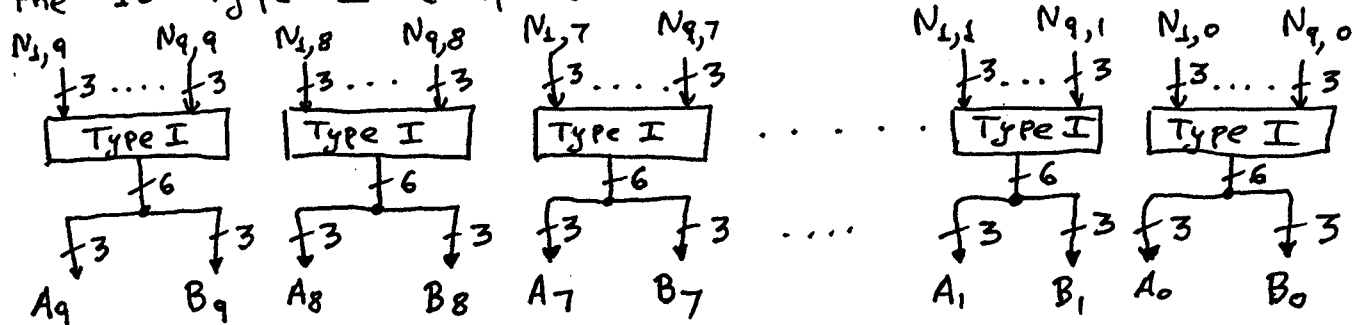 N1,9 N9,9 N1,8 N9,8 N1,7 N9,7 N1,1 N9,1 N1,0 N9,0
3 .... 3 3 ... 3 3 ..... 3 3 ... 3 3 ..... 3
Type I Type I Type I ...... Type I Type I
6 6 6 6 6
3 3 3 3 3 3 .... 3 3 3 3
A9 B9 A8 B8 A7 B7 A1 B1 A0 B0